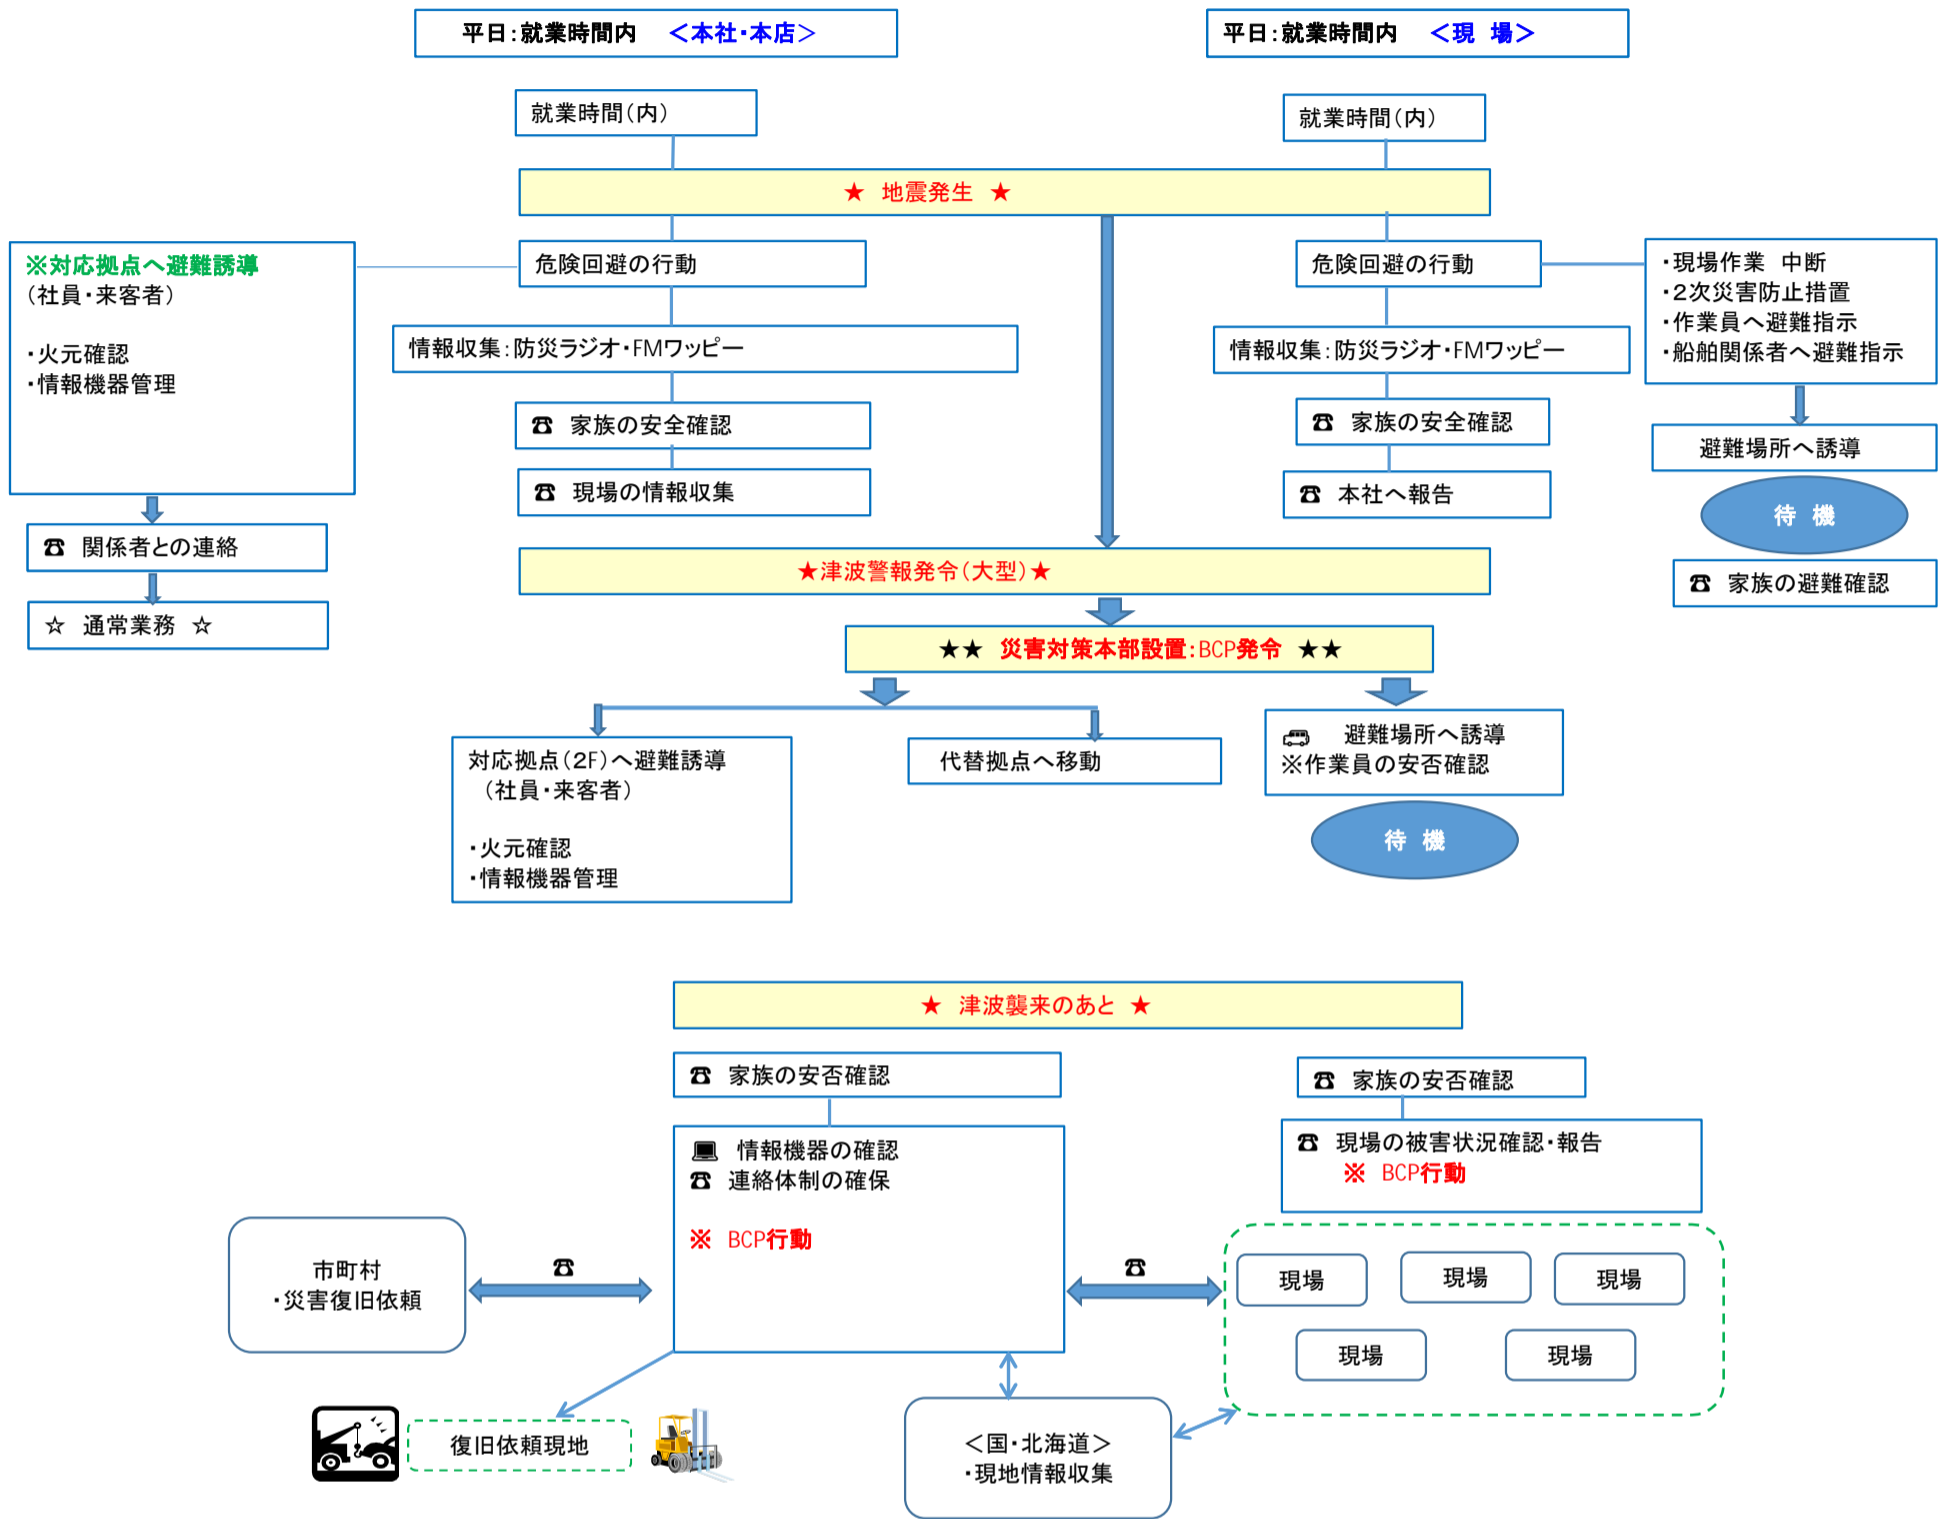 平日：就業時間内　＜本社・本店＞
平日：就業時間内　＜現　場＞
就業時間（内）
就業時間（内）
★　地震発生　★
※対応拠点へ避難誘導
（社員・来客者）
・火元確認
・情報機器管理
危険回避の行動
危険回避の行動
・現場作業　中断
・２次災害防止措置
・作業員へ避難指示
・船舶関係者へ避難指示
情報収集：防災ラジオ・FMワッピー
情報収集：防災ラジオ・FMワッピー
☎　家族の安全確認
☎　家族の安全確認
避難場所へ誘導
☎　現場の情報収集
☎　本社へ報告
待　機
☎　関係者との連絡
★津波警報発令（大型）★
☎　家族の避難確認
☆　通常業務　☆
★★　災害対策本部設置：BCP発令　★★
対応拠点（２F）へ避難誘導
（社員・来客者）
・火元確認
・情報機器管理
代替拠点へ移動
避難場所へ誘導
※作業員の安否確認
待　機
★　津波襲来のあと　★
☎　家族の安否確認
☎　家族の安否確認
情報機器の確認
☎　連絡体制の確保
※　BCP行動
☎　現場の被害状況確認・報告
※　BCP行動
市町村
・災害復旧依頼
☎
☎
現場
現場
現場
現場
現場
復旧依頼現地
＜国・北海道＞
・現地情報収集